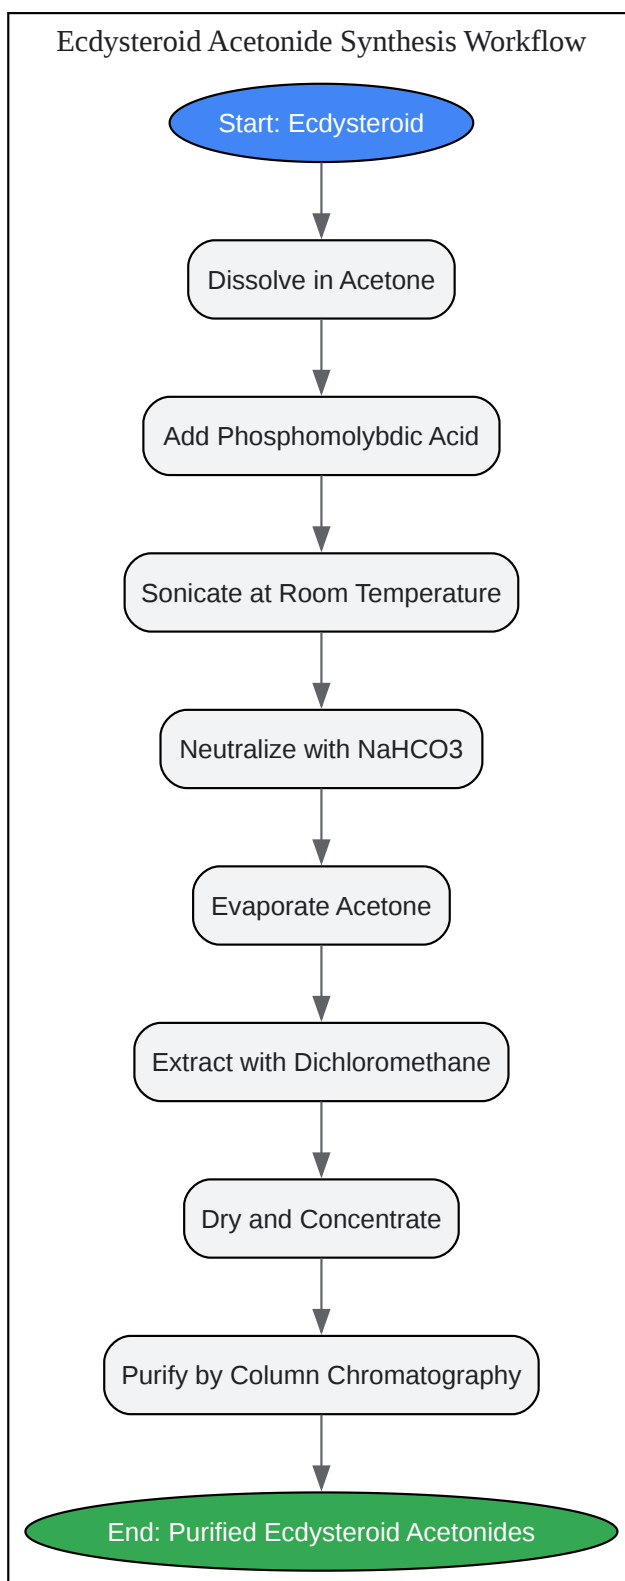 Ecdysteroid Acetonide Synthesis Workflow
Start: Ecdysteroid
Dissolve in Acetone
Add Phosphomolybdic Acid
Sonicate at Room Temperature
Neutralize with NaHCO3
Evaporate Acetone
Extract with Dichloromethane
Dry and Concentrate
Purify by Column Chromatography
End: Purified Ecdysteroid Acetonides